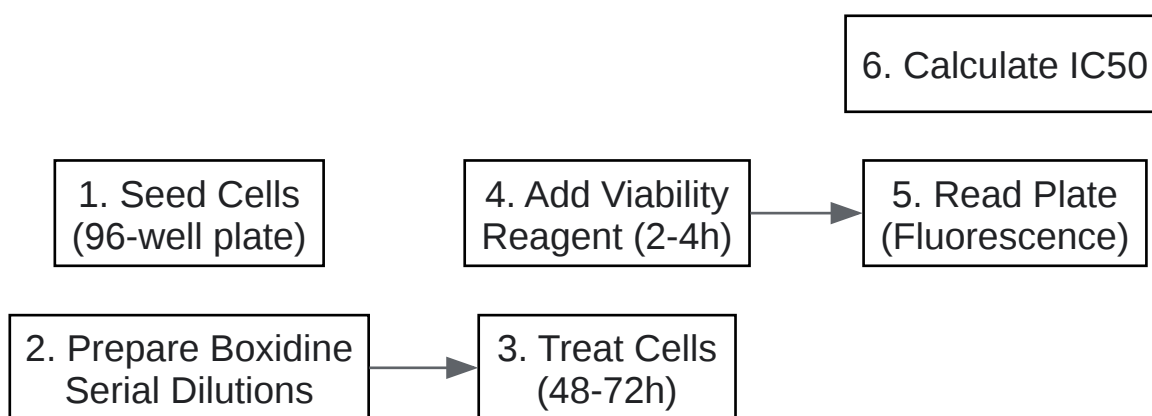 6. Calculate IC50
1. Seed Cells
(96-well plate)
4. Add Viability
Reagent (2-4h)
5. Read Plate
(Fluorescence)
2. Prepare Boxidine
Serial Dilutions
3. Treat Cells
(48-72h)